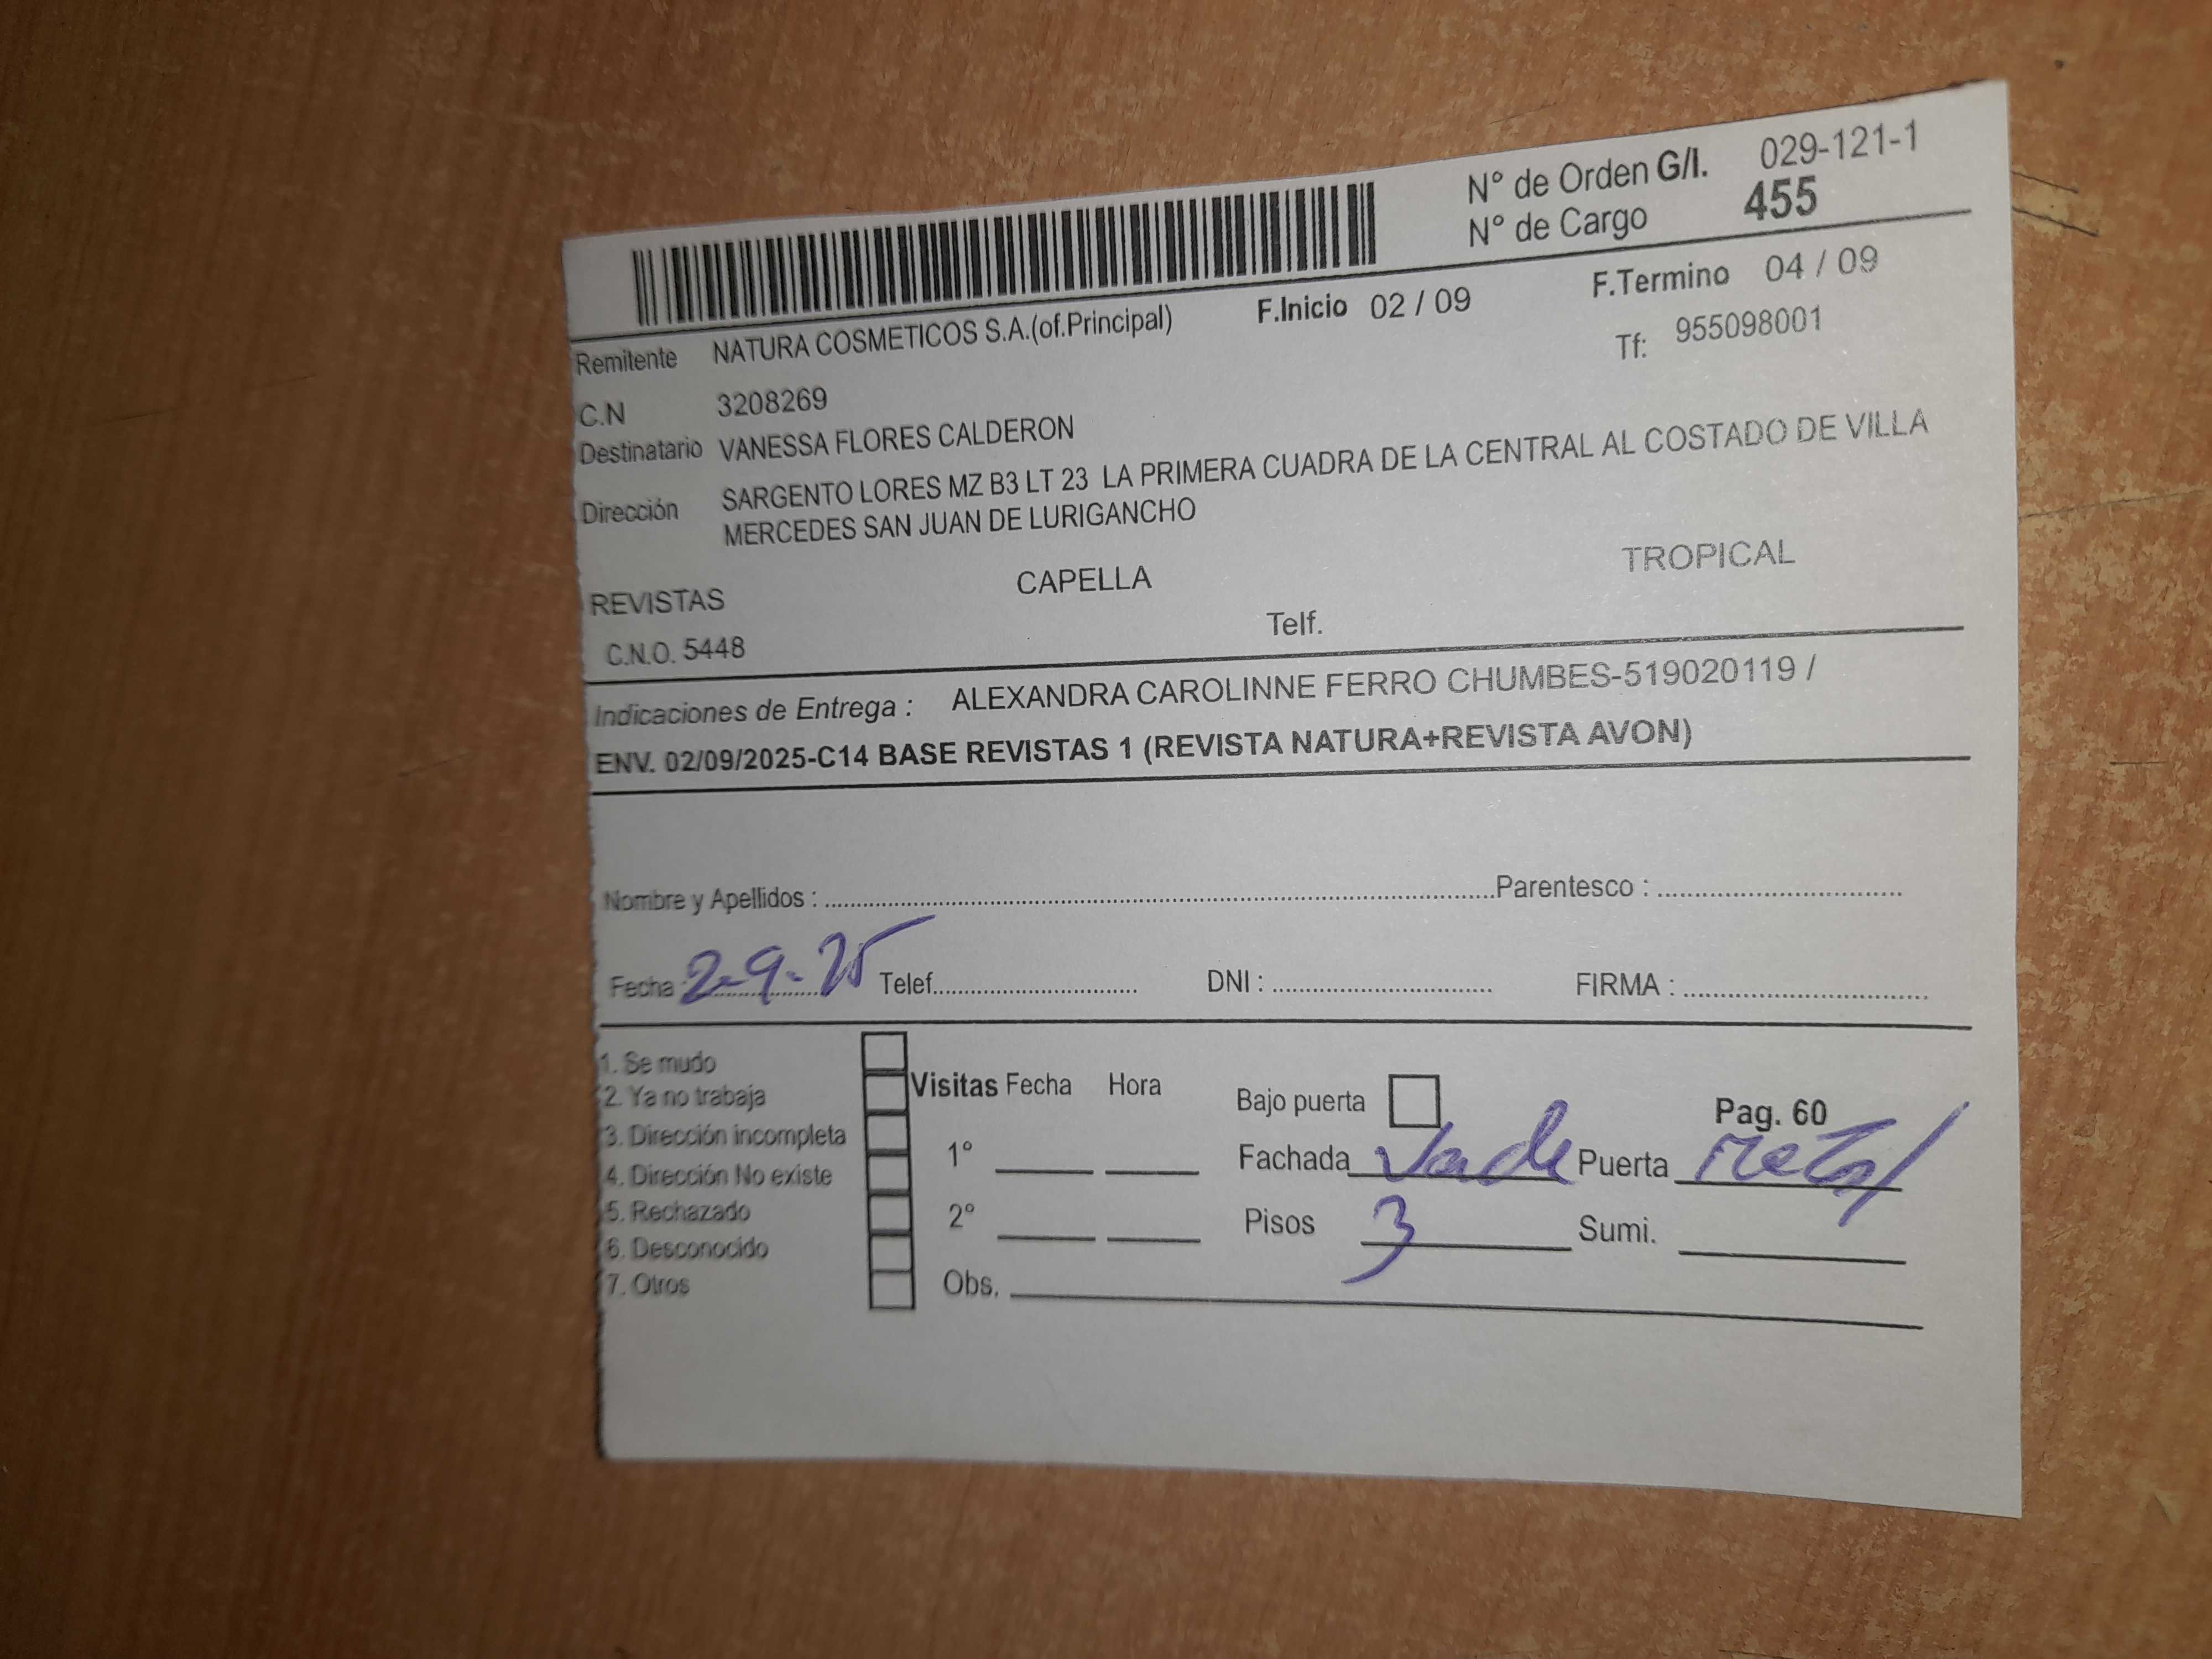 N° de Orden G/I. 029-121-1
N° de Cargo 455
F.Inicio 02 / 09 F.Termino 04 / 09
Remitente NATURA COSMETICOS S.A.(of.Principal) Tf: 955098001
C.N 3208269
Destinatario VANESSA FLORES CALDERON
Dirección SARGENTO LORES MZ B3 LT 23 LA PRIMERA CUADRA DE LA CENTRAL AL COSTADO DE VILLA
MERCEDES SAN JUAN DE LURIGANCHO
REVISTAS CAPELLA TROPICAL
C.N.O. 5448 Telf.
Indicaciones de Entrega : ALEXANDRA CAROLINNE FERRO CHUMBES-519020119 /
ENV. 02/09/2025-C14 BASE REVISTAS 1 (REVISTA NATURA+REVISTA AVON)
Nombre y Apellidos : Parentesco :
Fecha 2-9-25 Telef. DNI : FIRMA :
1. Se mudo
2. Ya no trabaja
3. Dirección incompleta
4. Dirección No existe
5. Rechazado
6. Desconocido
7. Otros
Visitas Fecha Hora
1°
2°
Obs.
Bajo puerta Pag. 60
Fachada Verde Puerta metal
Pisos 3 Sumi.